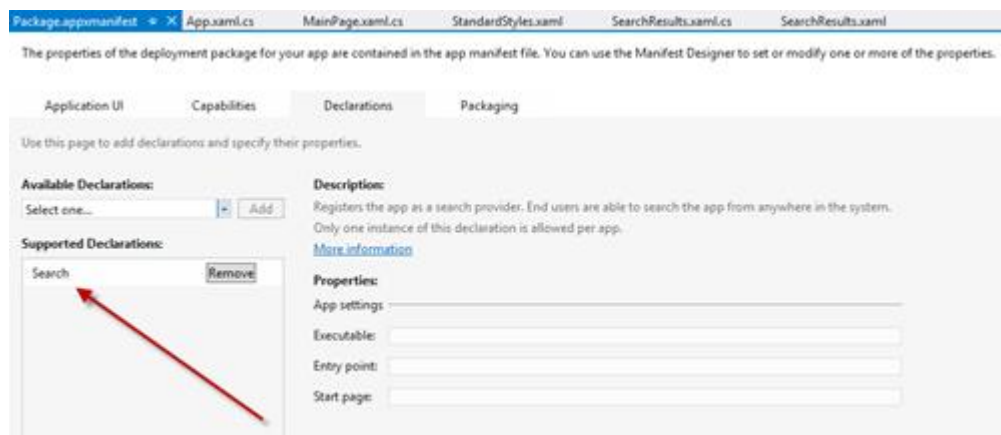 Package.appxmanifest App.xaml.cs MainPage.xaml.cs StandardStyles.xaml SearchResults.xaml.cs SearchResults.xaml
The properties of the deployment package for your app are contained in the app manifest file. You can use the Manifest Designer to set or modify one or more of the properties.
Application UI Capabilities Declarations Packaging
Use this page to add declarations and specify their properties.
Available Declarations:
Select one...
Add
Supported Declarations:
Search
Remove
Description:
Registers the app as a search provider. End users are able to search the app from anywhere in the system.
Only one instance of this declaration is allowed per app.
More information
Properties:
App settings
Executable:
Entry point:
Start page: